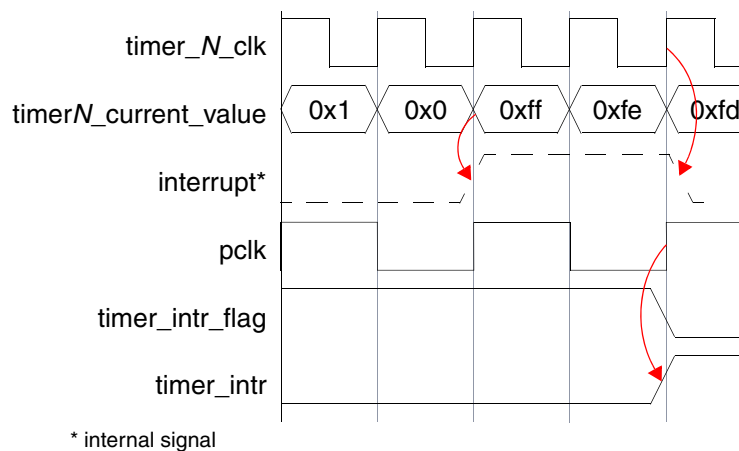 timer_N_clk
timerN_current_value
0x1 0x0 0xff 0xfe 0xfd
interrupt*
pclk
timer_intr_flag
timer_intr
* internal signal